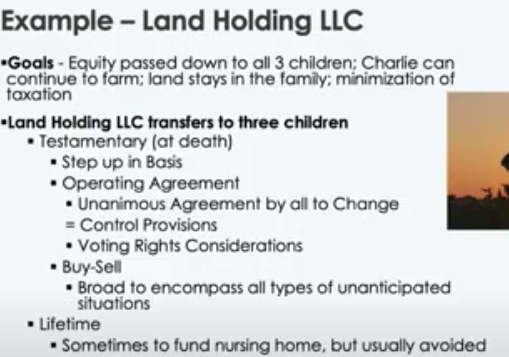 Example – Land Holding LLC
▪Goals - Equity passed down to all 3 children; Charlie can
continue to farm; land stays in the family; minimization of
taxation
▪Land Holding LLC transfers to three children
▪ Testamentary (at death)
▪ Step up in Basis
▪ Operating Agreement
▪ Unanimous Agreement by all to Change
= Control Provisions
▪ Voting Rights Considerations
▪ Buy-Sell
▪ Broad to encompass all types of unanticipated
situations
▪ Lifetime
▪ Sometimes to fund nursing home, but usually avoided